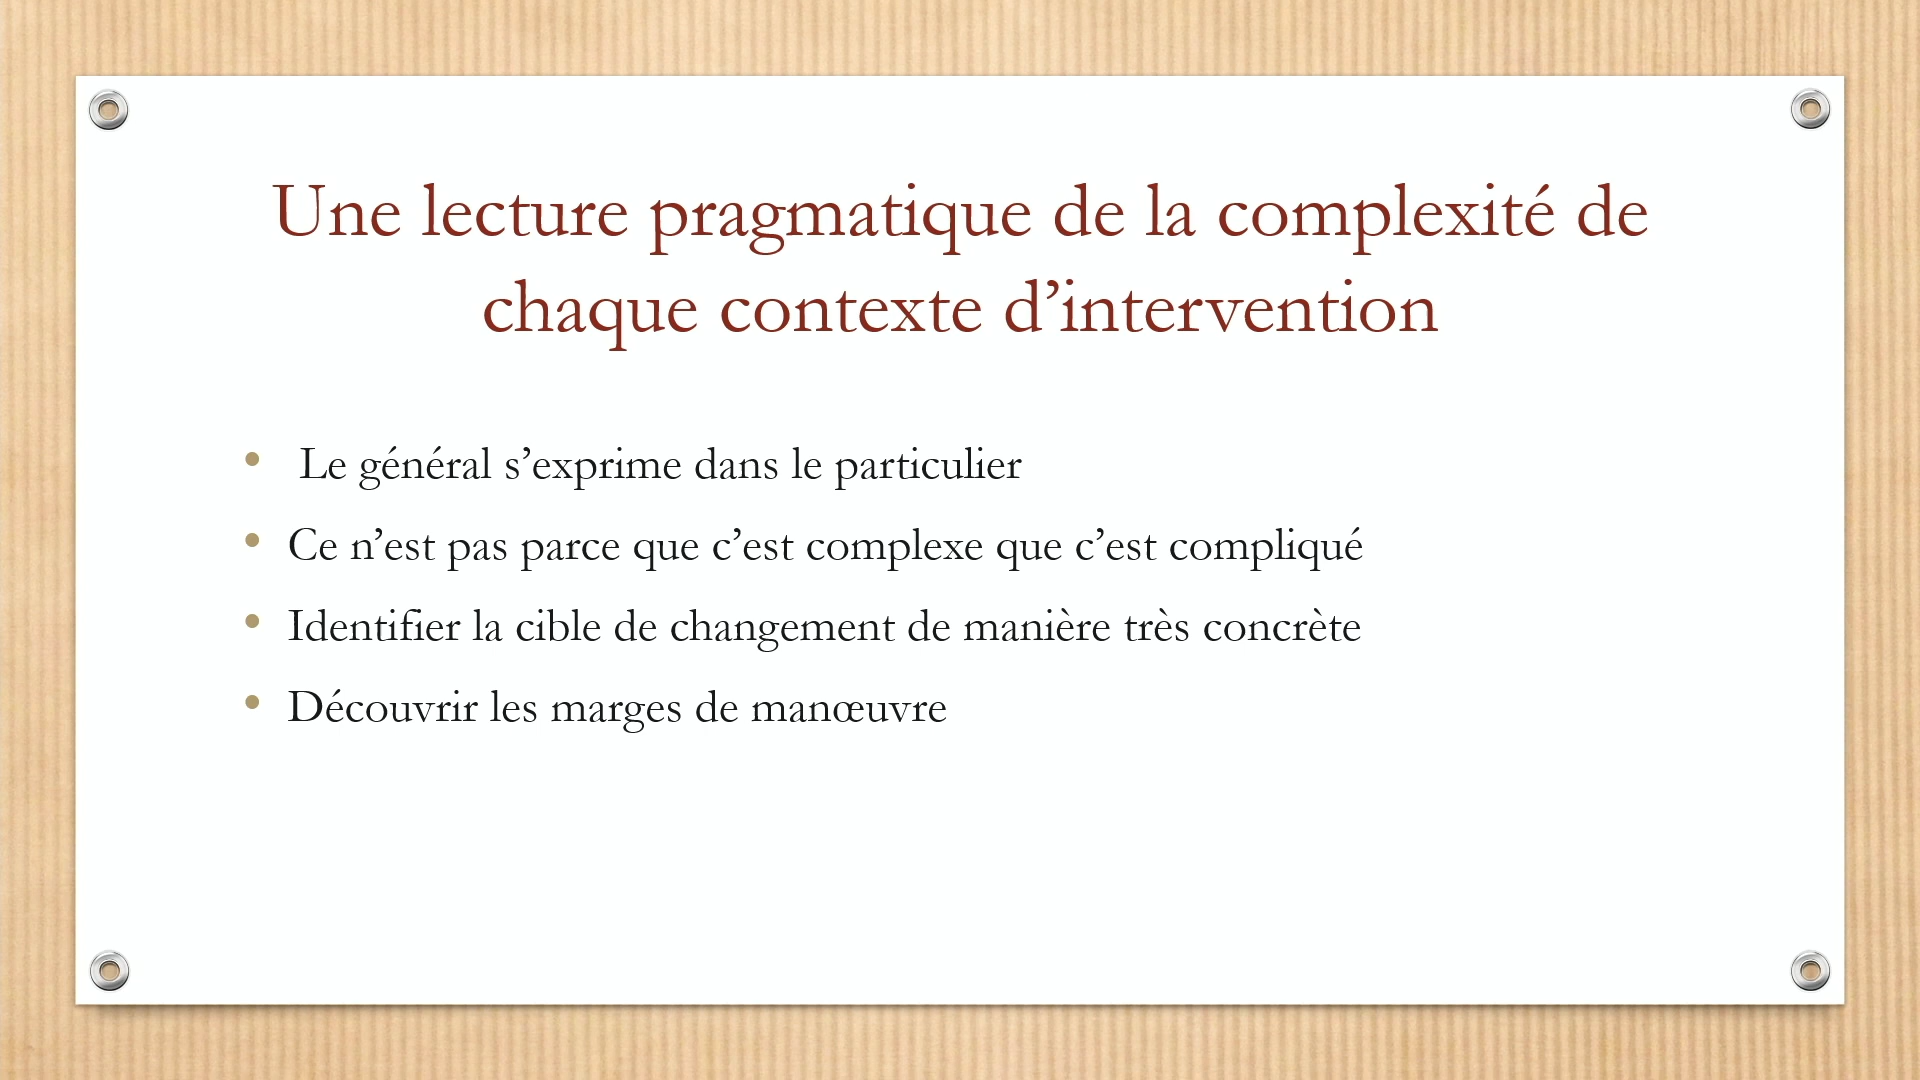 Une lecture pragmatique de la complexité de
chaque contexte d’intervention
• Le général s’exprime dans le particulier
• Ce n’est pas parce que c’est complexe que c’est compliqué
• Identifier la cible de changement de manière très concrète
• Découvrir les marges de manœuvre